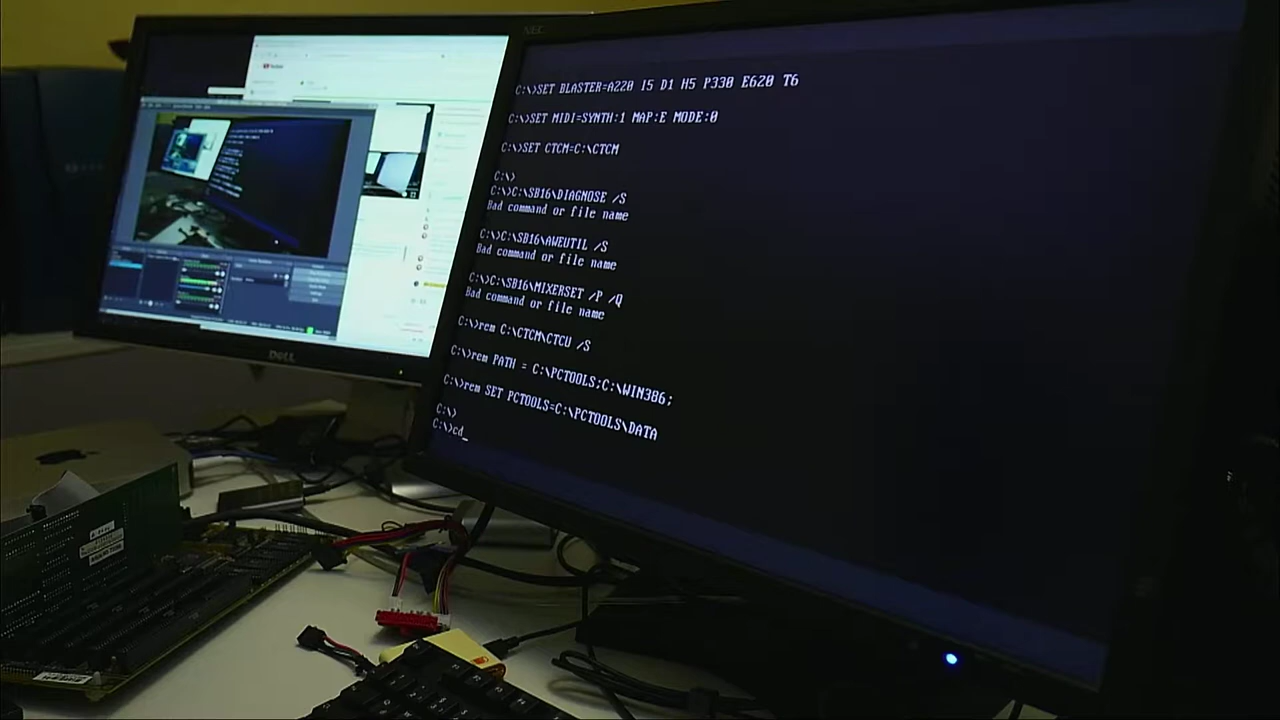 NEC
C:\>SET BLASTER=A220 I5 D1 H5 P330 E620 T6
C:\>SET MIDI=SYNTH:1 MAP:E MODE:0
C:\>SET CTCM=C:\CTCM
C:\>
C:\>C:\SB16\DIAGNOSE /S
Bad command or file name
C:\>C:\SB16\AWEUTIL /S
Bad command or file name
C:\>C:\SB16\MIXERSET /P /Q
Bad command or file name
C:\>rem C:\CTCM\CTCU /S
C:\>rem PATH = C:\PCTOOLS;C:\WIN386;
C:\>rem SET PCTOOLS=C:\PCTOOLS\DATA
C:\>
C:\>cd_
DELL